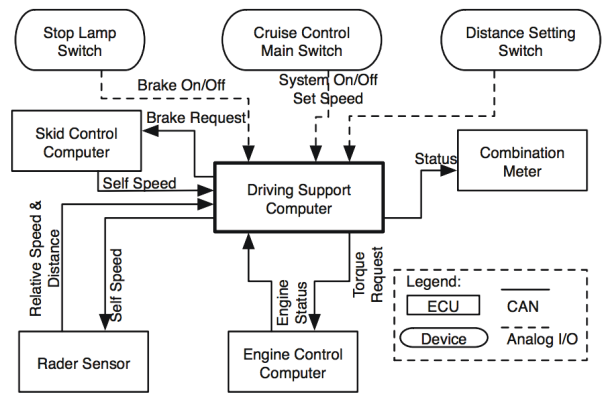 Stop Lamp
Switch
Cruise Control
Main Switch
Distance Setting
Switch
Brake On/Off
System On/Off
Set Speed
Brake Request
Skid Control
Computer
Self Speed
Driving Support
Computer
Status
Combination
Meter
Relative Speed &
Distance
Self Speed
Engine
Status
Torque
Request
Rader Sensor
Engine Control
Computer
Legend:
ECU
CAN
Device
Analog I/O